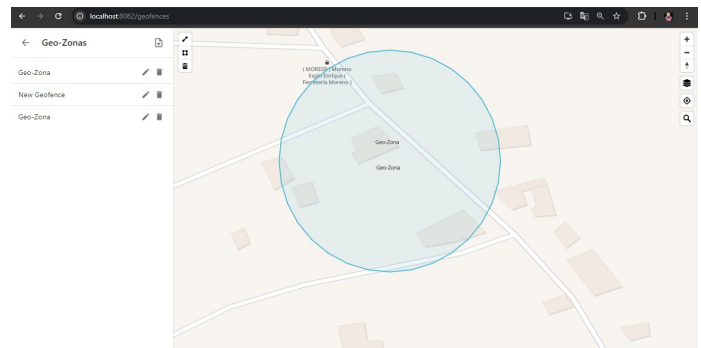 localhost:8082/geofences
Geo-Zonas
Geo-Zona
New Geofence
Geo-Zona
( MORESP ) Moreno
Espín Enrique (
Ferretería Moreno )
Geo-Zona
Geo-Zona